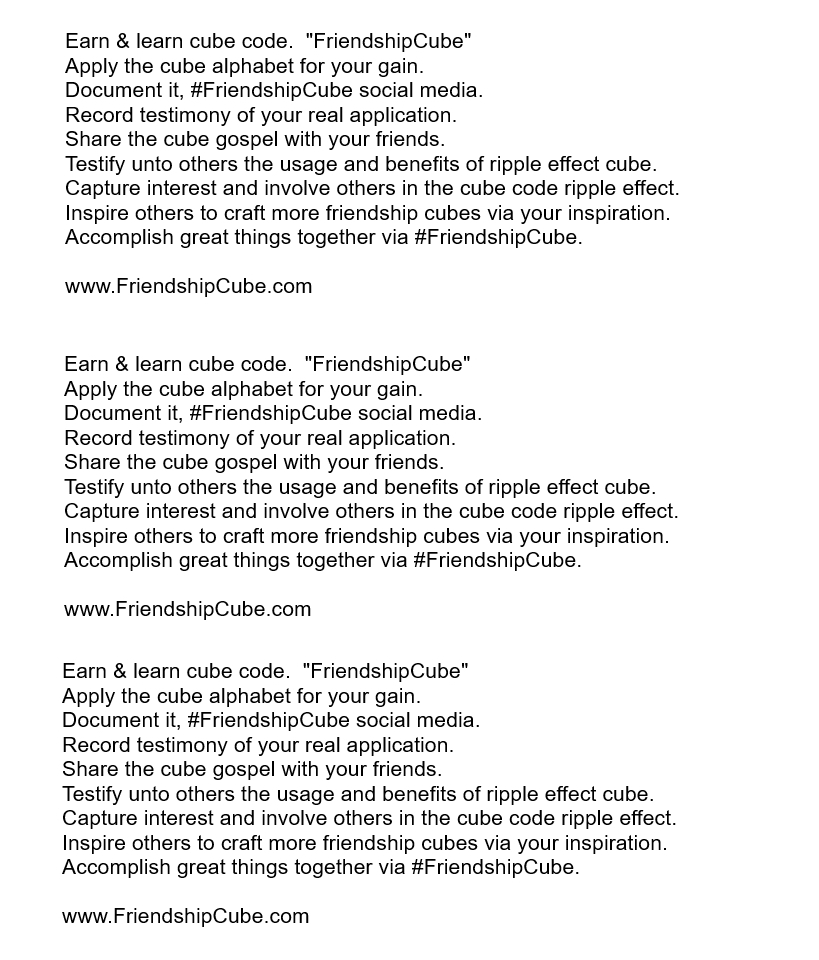 Earn & learn cube code.  "FriendshipCube"
Apply the cube alphabet for your gain.
Document it, #FriendshipCube social media.
Record testimony of your real application.
Share the cube gospel with your friends.
Testify unto others the usage and benefits of ripple effect cube.
Capture interest and involve others in the cube code ripple effect.
Inspire others to craft more friendship cubes via your inspiration.
Accomplish great things together via #FriendshipCube.
www.FriendshipCube.com
Earn & learn cube code.  "FriendshipCube"
Apply the cube alphabet for your gain.
Document it, #FriendshipCube social media.
Record testimony of your real application.
Share the cube gospel with your friends.
Testify unto others the usage and benefits of ripple effect cube.
Capture interest and involve others in the cube code ripple effect.
Inspire others to craft more friendship cubes via your inspiration.
Accomplish great things together via #FriendshipCube.
www.FriendshipCube.com
Earn & learn cube code.  "FriendshipCube"
Apply the cube alphabet for your gain.
Document it, #FriendshipCube social media.
Record testimony of your real application.
Share the cube gospel with your friends.
Testify unto others the usage and benefits of ripple effect cube.
Capture interest and involve others in the cube code ripple effect.
Inspire others to craft more friendship cubes via your inspiration.
Accomplish great things together via #FriendshipCube.
www.FriendshipCube.com